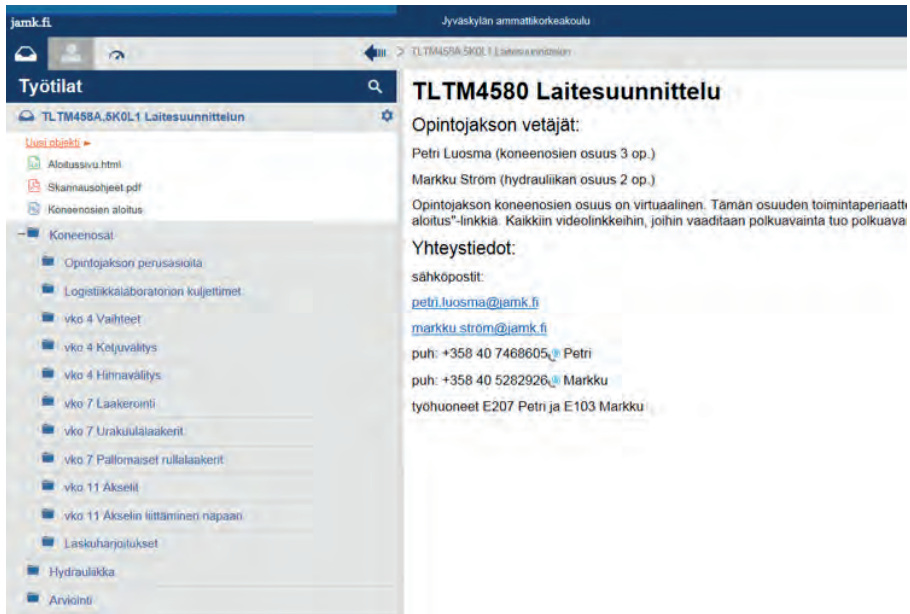 jamk.fi
Jyväskylän ammattikorkeakoulu
> TLTM458A.5K0L1 Laitesuunnittelun
Työtilat
TLTM458A.5K0L1 Laitesuunnittelun
Uusi objekti
Aloitussivu.html
Skannausohjeet.pdf
Koneenosien aloitus
Koneenosat
Opintojakson perusasioita
Logistiikkalaboratorion kuljettimet
vko 4 Vaihteet
vko 4 Ketjuvälitys
vko 4 Hihnavälitys
vko 7 Laakerointi
vko 7 Urakuulalaakerit
vko 7 Pallomaiset rullalaakerit
vko 11 Akselit
vko 11 Akselin liittäminen napaan
Laskuharjoitukset
Hydrauliikka
Arviointi
TLTM4580 Laitesuunnittelu
Opintojakson vetäjät:
Petri Luosma (koneenosien osuus 3 op.)
Markku Ström (hydrauliikan osuus 2 op.)
Opintojakson koneenosien osuus on virtuaalinen. Tämän osuuden toimintaperiaatte
aloitus"-linkkiä. Kaikkiin videolinkkeihin, joihin vaaditaan polkuavainta tuo polkuava
Yhteystiedot:
sähköpostit:
petri.luosma@jamk.fi
markku.ström@jamk.fi
puh: +358 40 7468605 Petri
puh: +358 40 5282926 Markku
työhuoneet E207 Petri ja E103 Markku